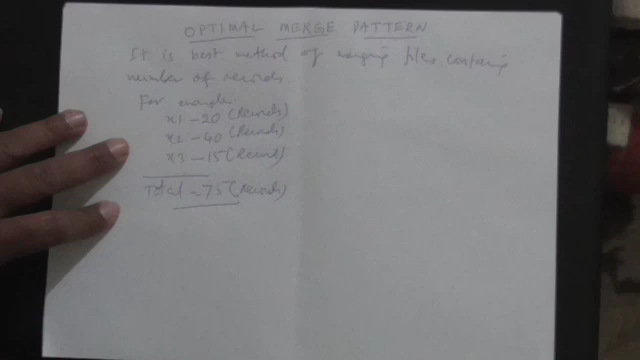 OPTIMAL MERGE PATTERN
It is best method of merging files containing
number of records.
For example:
x1 - 20 (Records)
x2 - 40 (Records)
x3 - 15 (Record)
Total - 75 (Records)